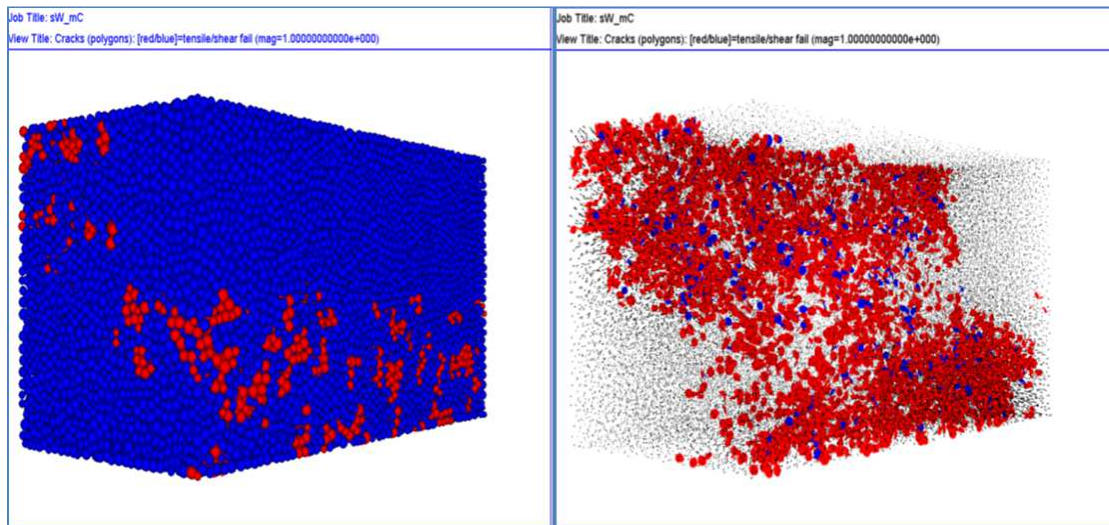 Job Title: sW_mC
View Title: Cracks (polygons): [red/blue]=tensile/shear fail (mag=1.00000000000e+000)
Job Title: sW_mC
View Title: Cracks (polygons): [red/blue]=tensile/shear fail (mag=1.00000000000e+000)